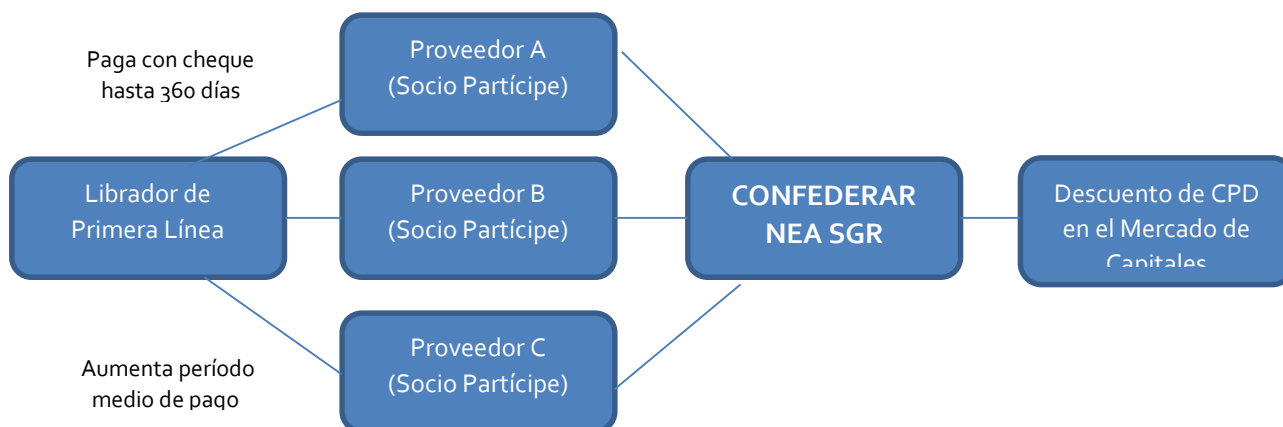 Paga con cheque
hasta 360 días
Proveedor A
(Socio Partícipe)
Librador de
Primera Línea
Proveedor B
(Socio Partícipe)
CONFEDERAR
NEA SGR
Descuento de CPD
en el Mercado de
Capitales
Aumenta período
medio de pago
Proveedor C
(Socio Partícipe)